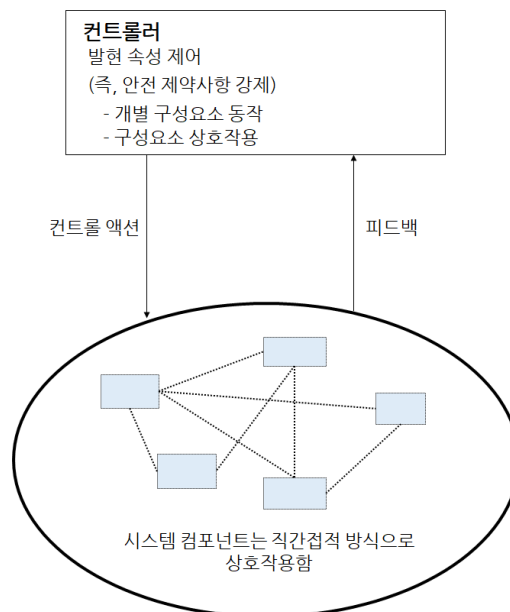 컨트롤러
발현 속성 제어
(즉, 안전 제약사항 강제)
- 개별 구성요소 동작
- 구성요소 상호작용
컨트롤 액션
피드백
시스템 컴포넌트는 직간접적 방식으로
상호작용함